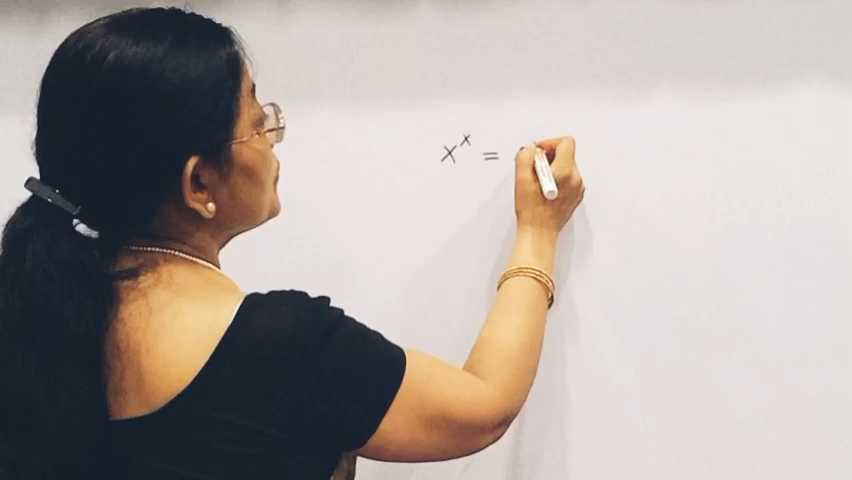 xˣ =